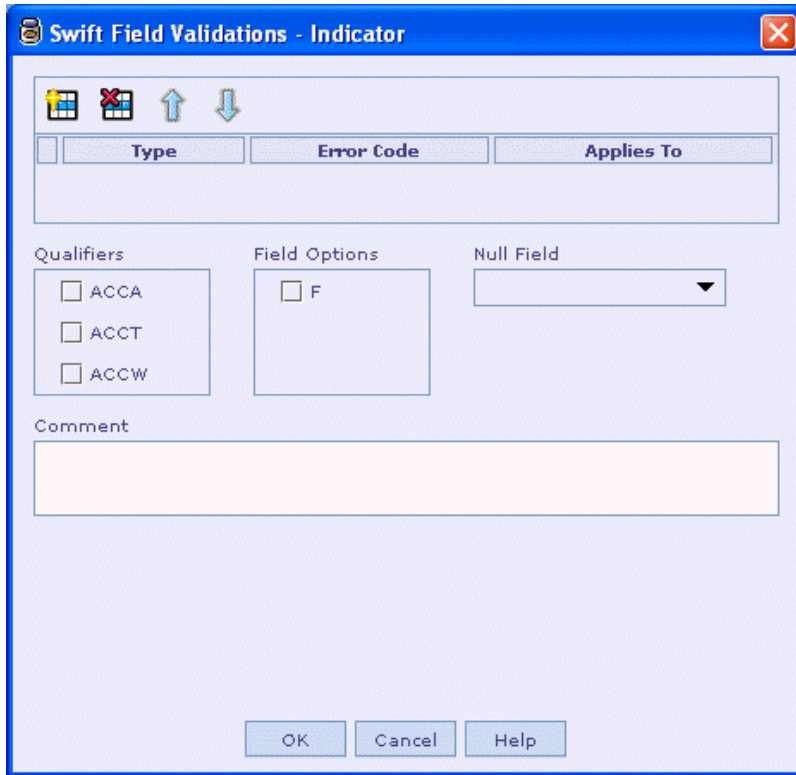 Swift Field Validations - Indicator
Type Error Code Applies To
Qualifiers Field Options Null Field
ACCA F
ACCT
ACCW
Comment
OK Cancel Help